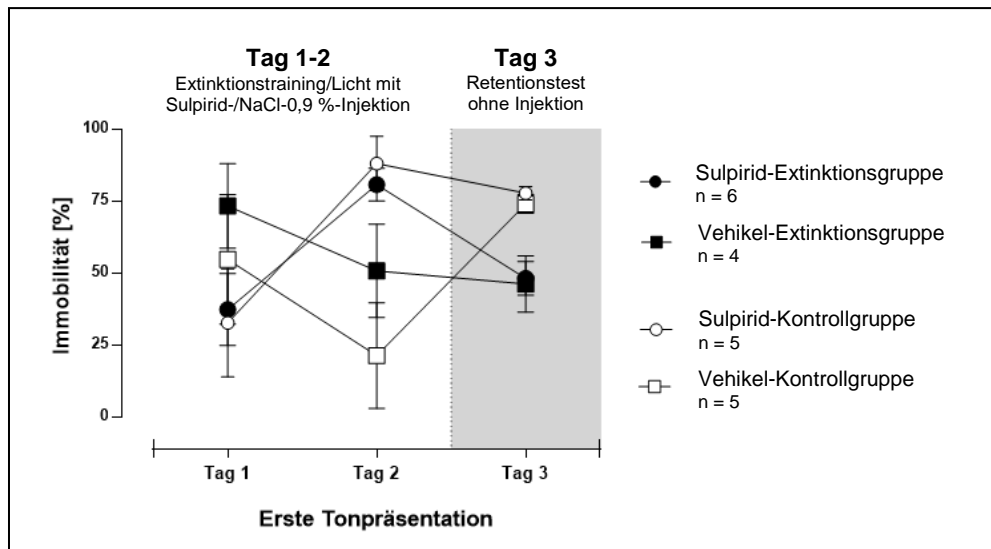 Tag 1-2
Extinktionstraining/Licht mit
Sulpirid-/NaCl-0,9 %-Injektion
Tag 3
Retentionstest
ohne Injektion
Immobilität [%]
100
75
50
25
0
Tag 1
Tag 2
Tag 3
Erste Tonpräsentation
Sulpirid-Extinktionsgruppe
n = 6
Vehikel-Extinktionsgruppe
n = 4
Sulpirid-Kontrollgruppe
n = 5
Vehikel-Kontrollgruppe
n = 5